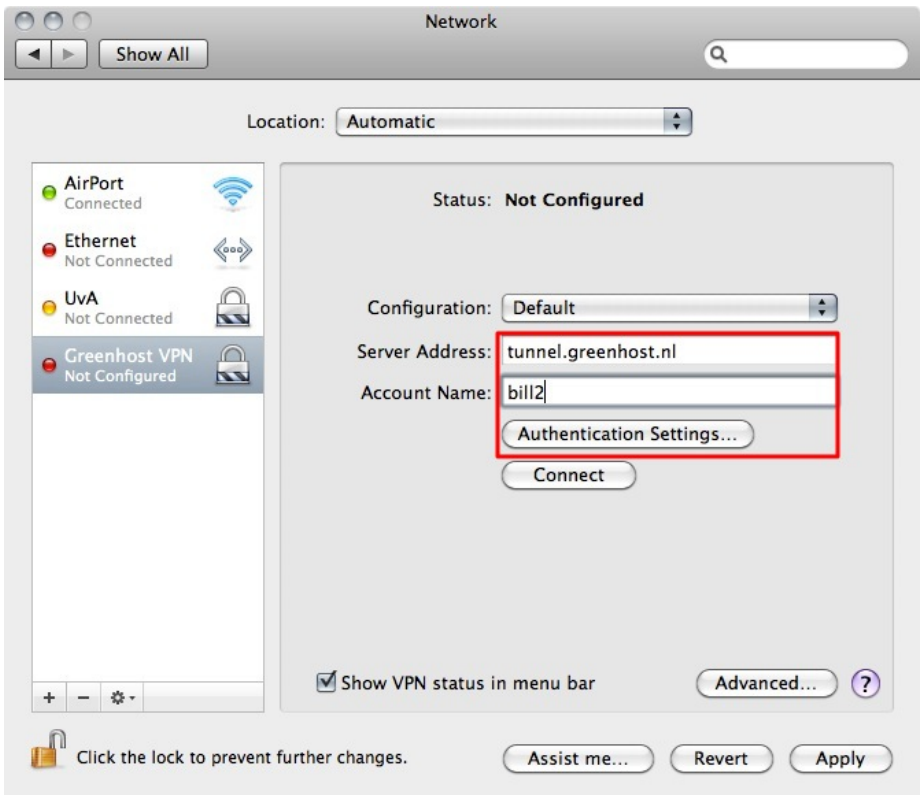 Network
Show All
Location: Automatic
AirPort
Connected
Ethernet
Not Connected
UvA
Not Connected
Greenhost VPN
Not Configured
Status: Not Configured
Configuration: Default
Server Address: tunnel.greenhost.nl
Account Name: bill2
Authentication Settings...
Connect
Show VPN status in menu bar
Advanced... ?
Click the lock to prevent further changes.
Assist me... Revert Apply